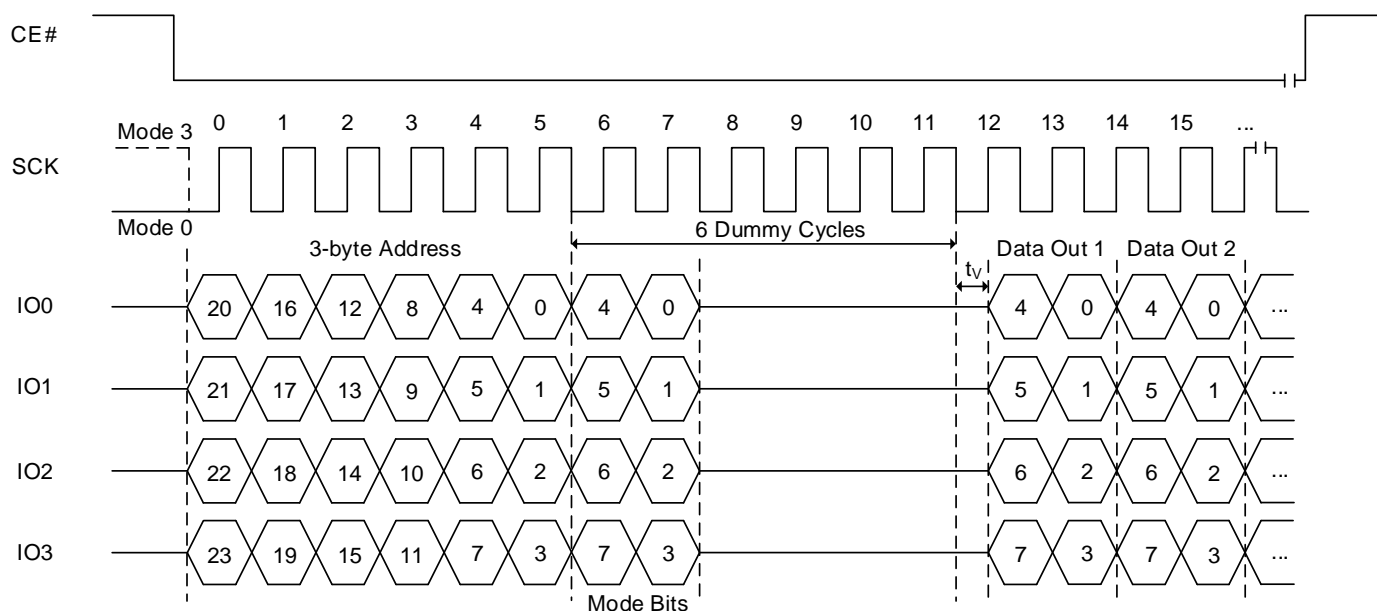 CE#
0 1 2 3 4 5 6 7 8 9 10 11 12 13 14 15 ...
Mode 3
SCK
Mode 0
6 Dummy Cycles
3-byte Address
Data Out 1 Data Out 2
tV
IO0 20 16 12 8 4 0 4 0 4 0 4 0 ...
IO1 21 17 13 9 5 1 5 1 5 1 5 1 ...
IO2 22 18 14 10 6 2 6 2 6 2 6 2 ...
IO3 23 19 15 11 7 3 7 3 7 3 7 3 ...
Mode Bits